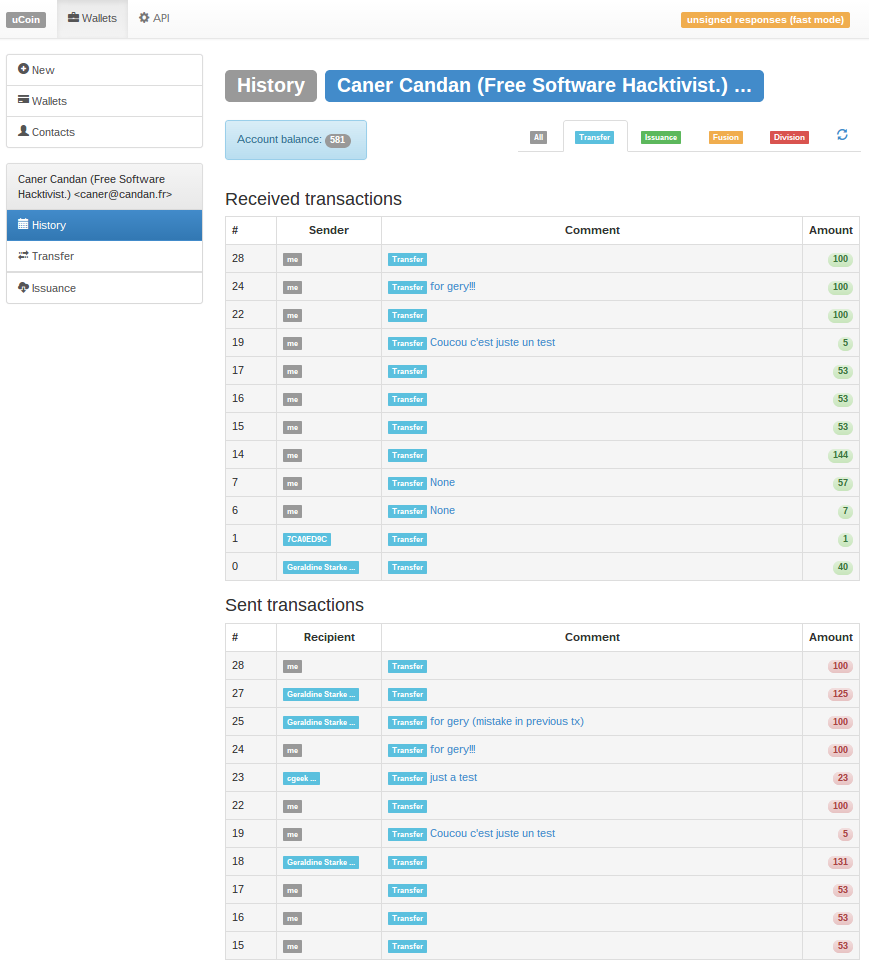 uCoin Wallets API unsigned responses (fast mode)
New
Wallets
Contacts
Caner Candan (Free Software
Hacktivist.) <caner@candan.fr>
History
Transfer
Issuance
History Caner Candan (Free Software Hacktivist.) ...
Account balance: 581 All Transfer Issuance Fusion Division
Received transactions
# Sender Comment Amount
28 me Transfer 100
24 me Transfer for gery!!! 100
22 me Transfer 100
19 me Transfer Coucou c'est juste un test 5
17 me Transfer 53
16 me Transfer 53
15 me Transfer 53
14 me Transfer 144
7 me Transfer None 57
6 me Transfer None 7
1 7CA0ED9C Transfer 1
0 Geraldine Starke ... Transfer 40
Sent transactions
# Recipient Comment Amount
28 me Transfer 100
27 Geraldine Starke ... Transfer 125
25 Geraldine Starke ... Transfer for gery (mistake in previous tx) 100
24 me Transfer for gery!!! 100
23 cgeek ... Transfer just a test 23
22 me Transfer 100
19 me Transfer Coucou c'est juste un test 5
18 Geraldine Starke ... Transfer 131
17 me Transfer 53
16 me Transfer 53
15 me Transfer 53